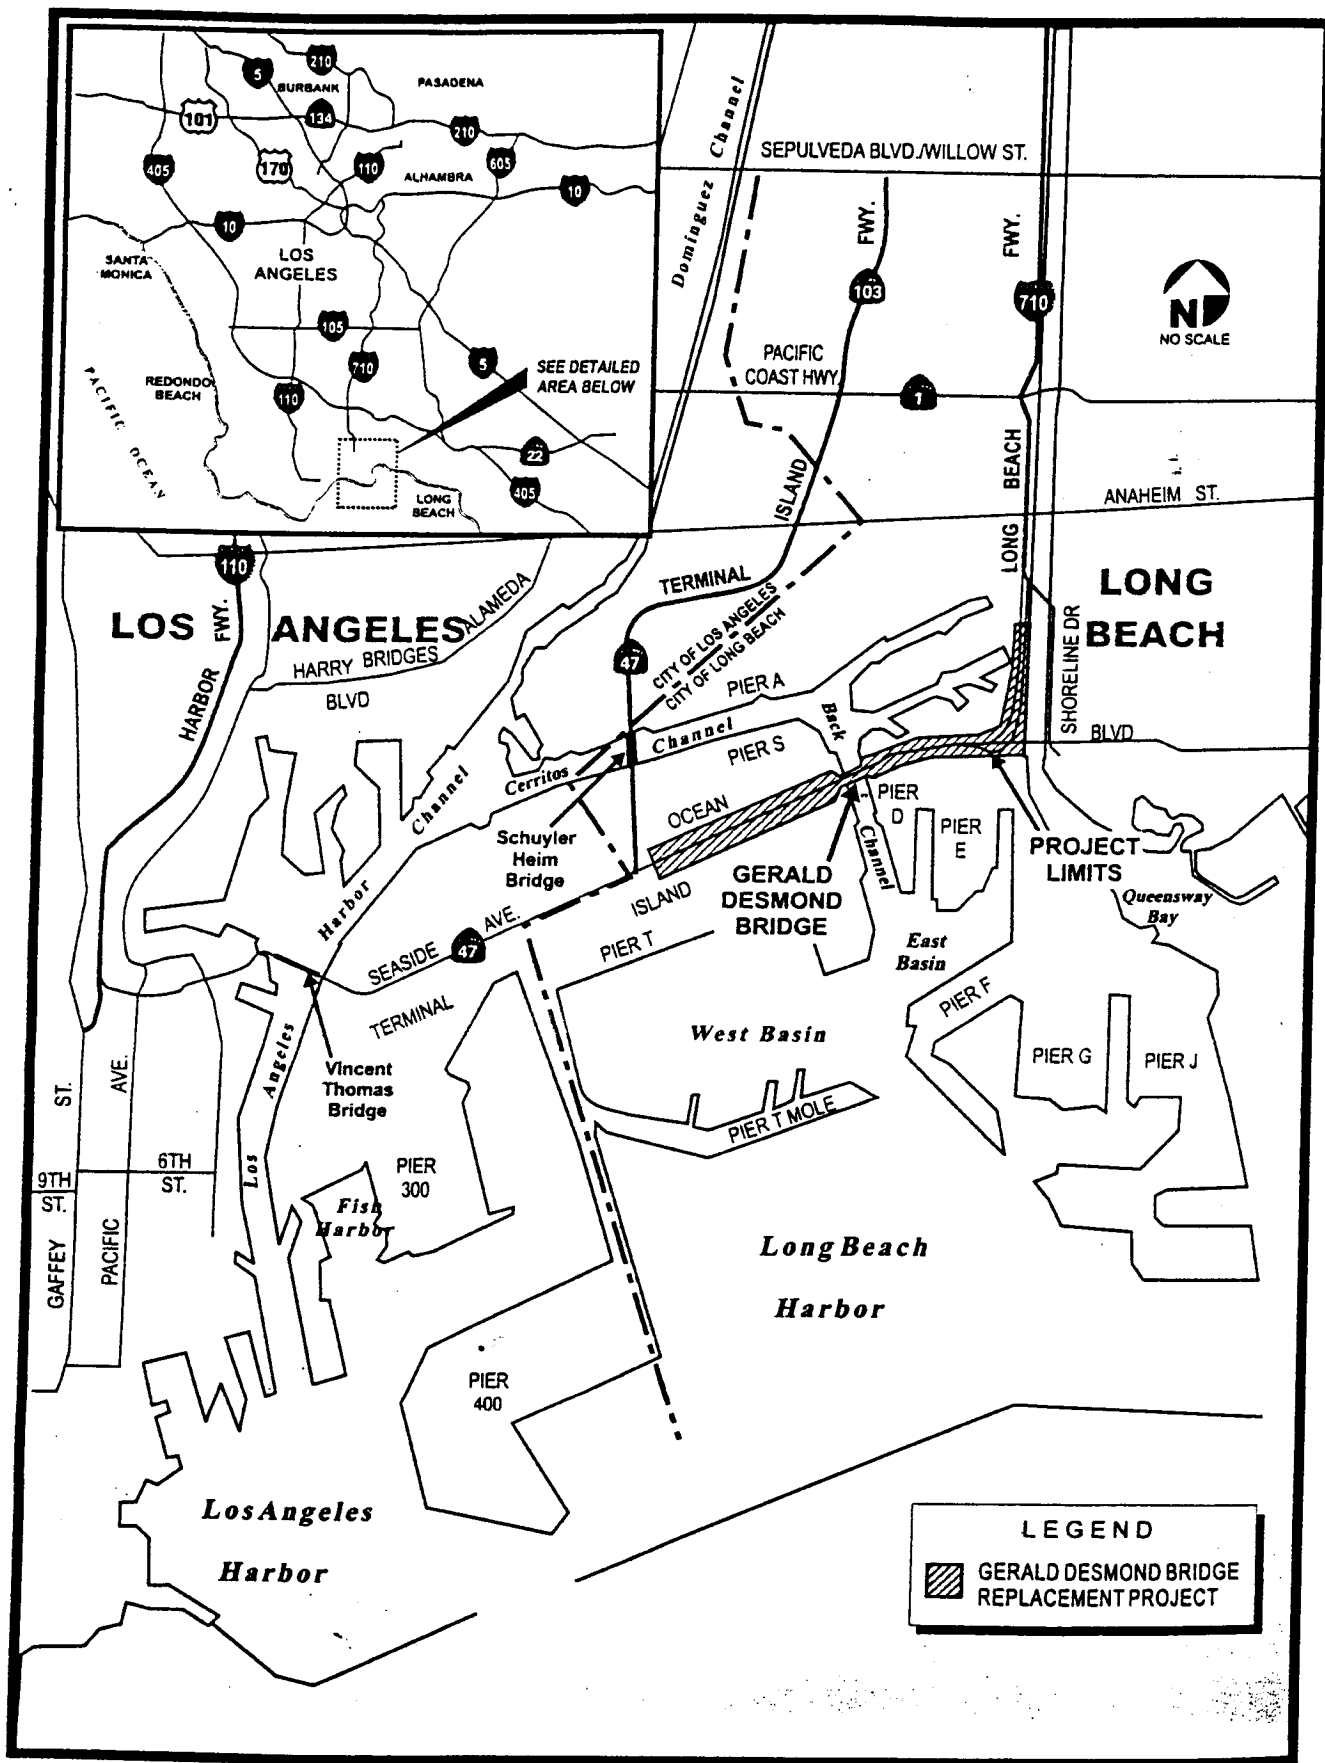 210
5
BURBANK
PASADENA
101
134
210
405
170
110
605
ALHAMBRA
10
10
SANTA
MONICA
LOS
ANGELES
105
710
5
SEE DETAILED
AREA BELOW
REDONDO
BEACH
110
PACIFIC OCEAN
22
405
LONG
BEACH
Dominguez Channel
SEPULVEDA BLVD./WILLOW ST.
FWY.
FWY.
103
710
N
NO SCALE
PACIFIC
COAST HWY.
1
ISLAND
LONG BEACH
ANAHEIM ST.
110
FWY.
HARBOR
LOS ANGELES
ALAMEDA
HARRY BRIDGES
BLVD
TERMINAL
47
CITY OF LOS ANGELES
CITY OF LONG BEACH
LONG
BEACH
SHORELINE DR
PIER A
Back
Channel
Cerritos
Channel
PIER S
BLVD
OCEAN
PIER
D
PIER
E
PROJECT
LIMITS
Schuyler
Heim
Bridge
GERALD
DESMOND
BRIDGE
Harbor
Channel
Queensway
Bay
ISLAND
AVE.
SEASIDE
47
PIER T
East
Basin
TERMINAL
PIER F
West Basin
Los
Angeles
Vincent
Thomas
Bridge
PIER G
PIER J
PIER T MOLE
ST.
AVE.
6TH
ST.
9TH
ST.
PIER
300
Fish
Harbor
GAFFEY
PACIFIC
Long Beach
Harbor
PIER
400
Los Angeles
Harbor
LEGEND
GERALD DESMOND BRIDGE
REPLACEMENT PROJECT